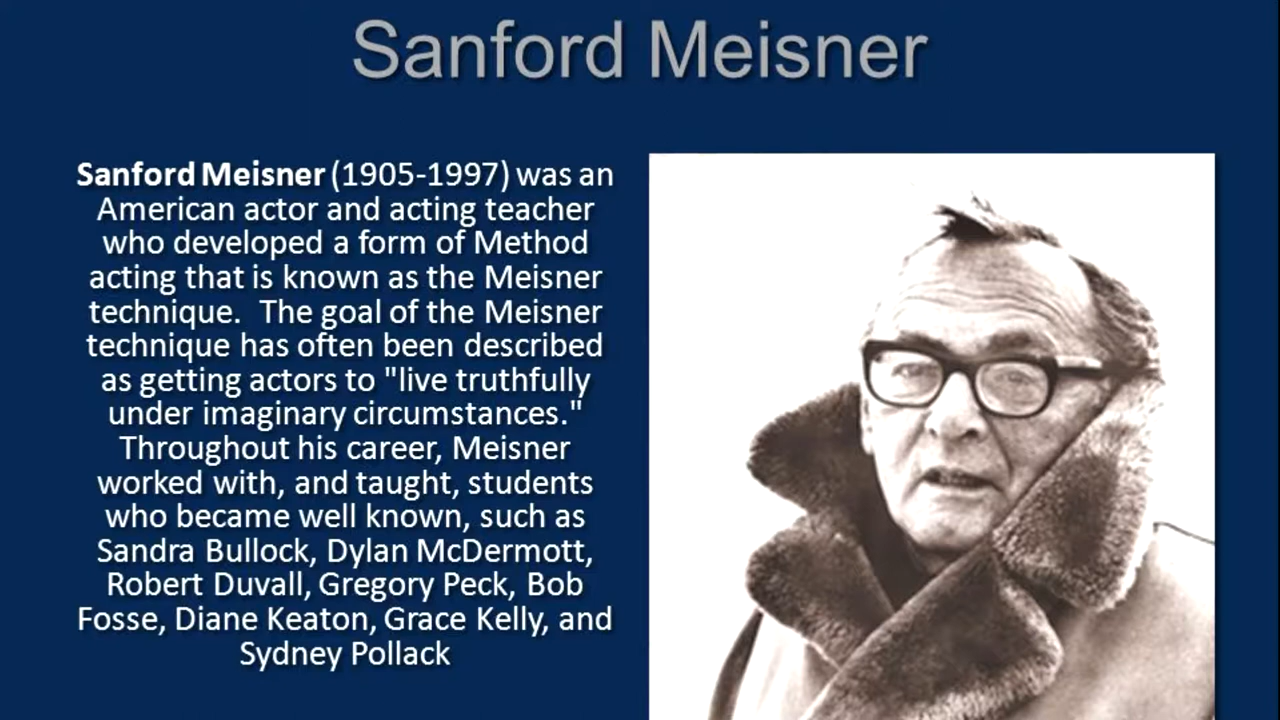 Sanford Meisner
Sanford Meisner (1905-1997) was an
American actor and acting teacher
who developed a form of Method
acting that is known as the Meisner
technique.  The goal of the Meisner
technique has often been described
as getting actors to "live truthfully
under imaginary circumstances."
Throughout his career, Meisner
worked with, and taught, students
who became well known, such as
Sandra Bullock, Dylan McDermott,
Robert Duvall, Gregory Peck, Bob
Fosse, Diane Keaton, Grace Kelly, and
Sydney Pollack